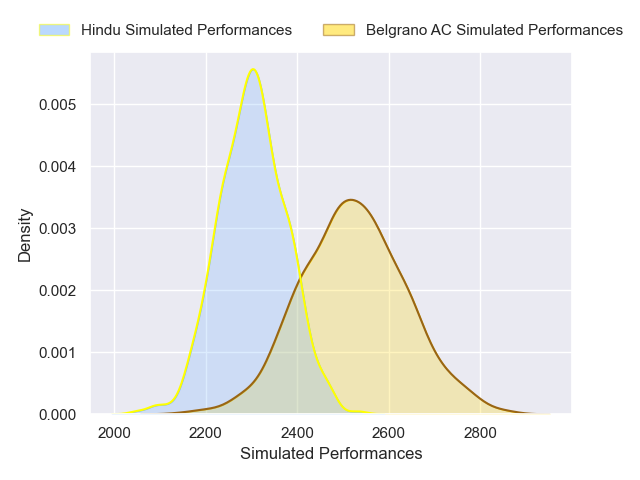 Hindu Simulated Performances
Belgrano AC Simulated Performances
Density
0.005
0.004
0.003
0.002
0.001
0.000
2000
2200
2400
2600
2800
Simulated Performances